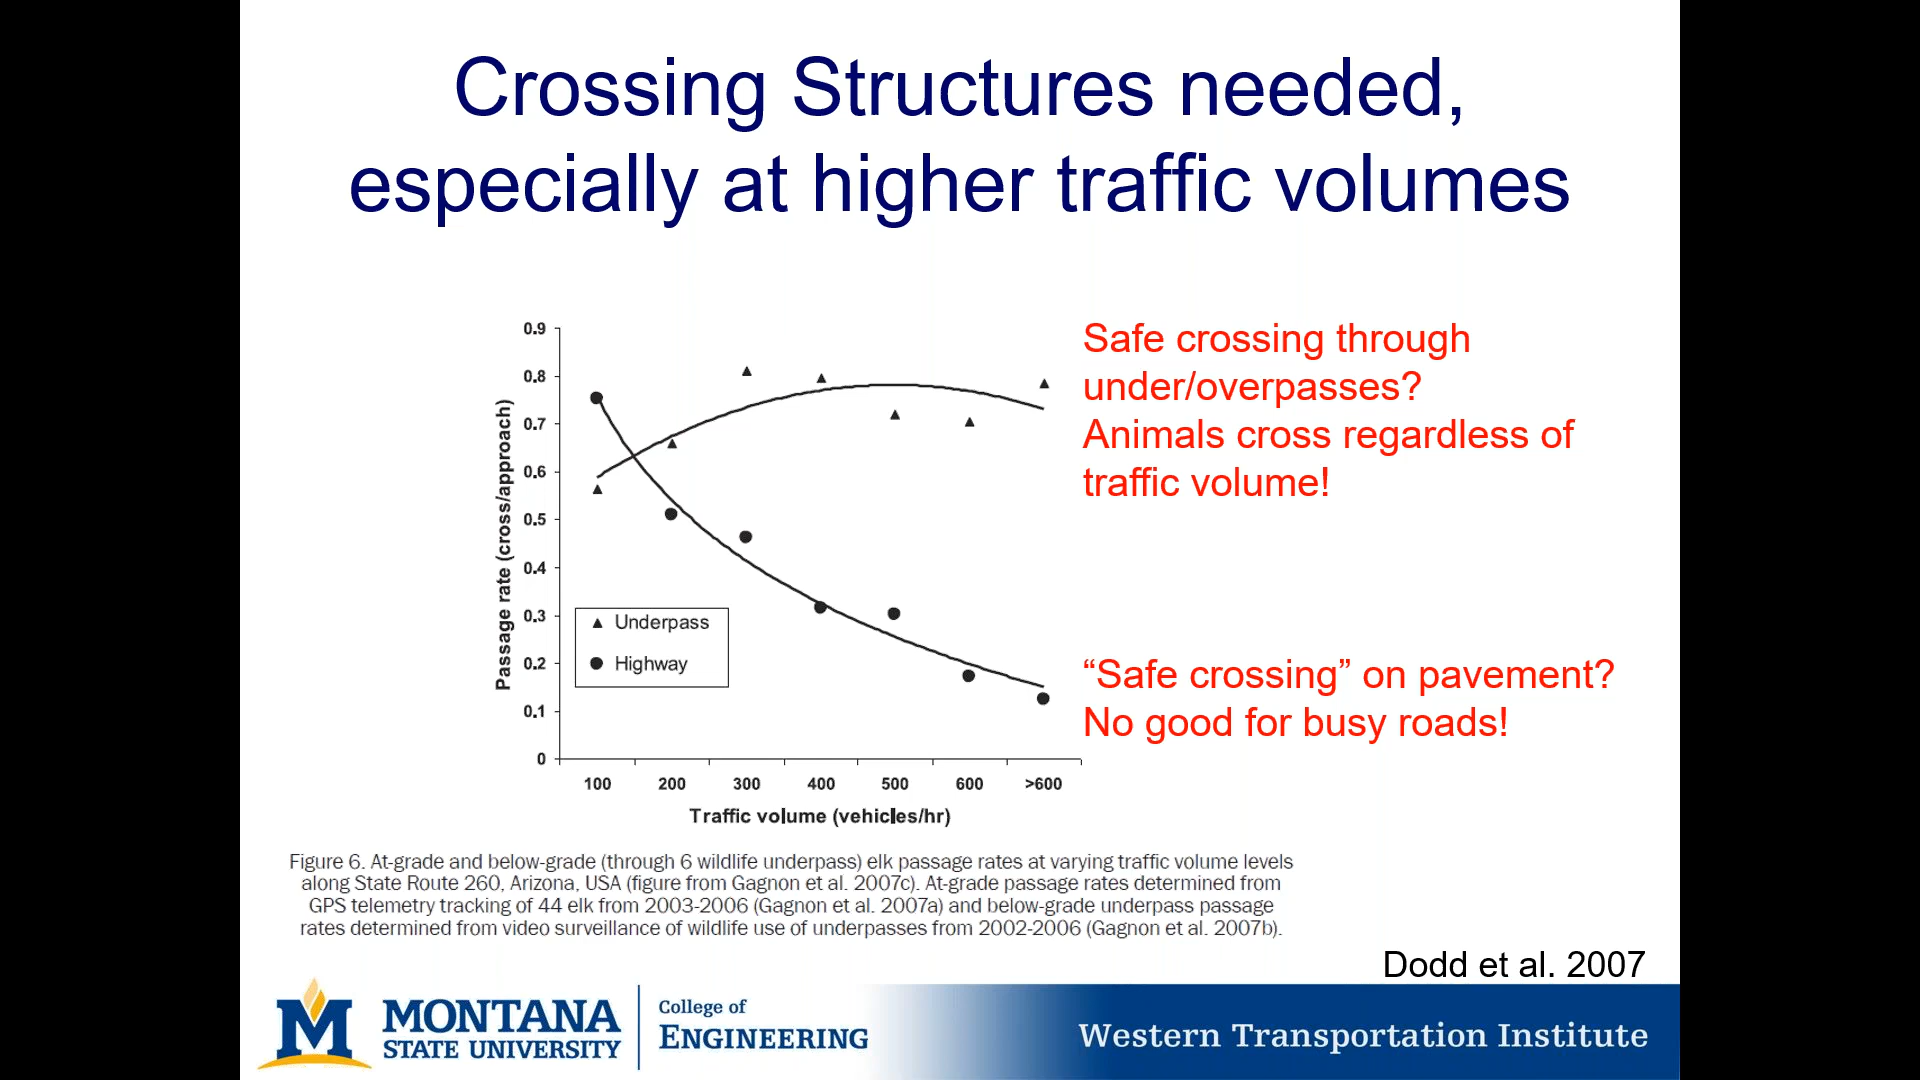 Crossing Structures needed,
especially at higher traffic volumes
0.9
0.8
0.7
0.6
0.5
0.4
0.3
0.2
0.1
0
Passage rate (cross/approach)
Underpass
Highway
100 200 300 400 500 600 >600
Traffic volume (vehicles/hr)
Safe crossing through
under/overpasses?
Animals cross regardless of
traffic volume!
“Safe crossing” on pavement?
No good for busy roads!
Figure 6. At-grade and below-grade (through 6 wildlife underpass) elk passage rates at varying traffic volume levels
along State Route 260, Arizona, USA (figure from Gagnon et al. 2007c). At-grade passage rates determined from
GPS telemetry tracking of 44 elk from 2003-2006 (Gagnon et al. 2007a) and below-grade underpass passage
rates determined from video surveillance of wildlife use of underpasses from 2002-2006 (Gagnon et al. 2007b).
Dodd et al. 2007
M
MONTANA
STATE UNIVERSITY
College of
ENGINEERING
Western Transportation Institute